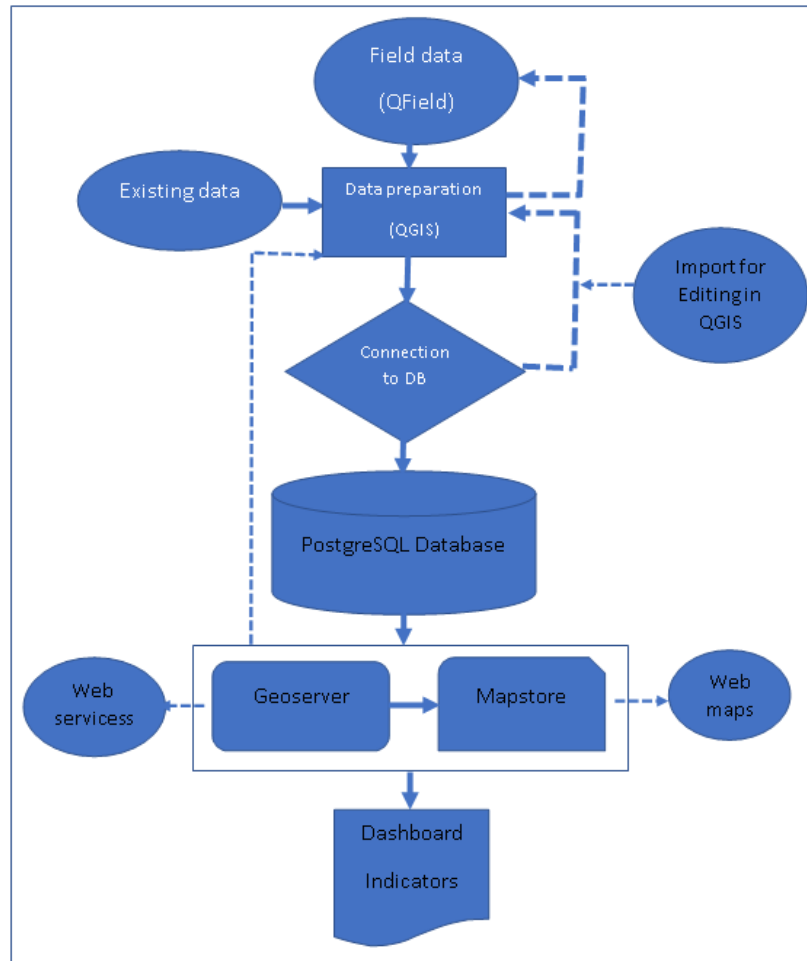 Field data
(QField)
Existing data
Data preparation
(QGIS)
Import for
Editing in
QGIS
Connection
to DB
PostgreSQL Database
Geoserver
Mapstore
Web
servicess
Web
maps
Dashboard
Indicators